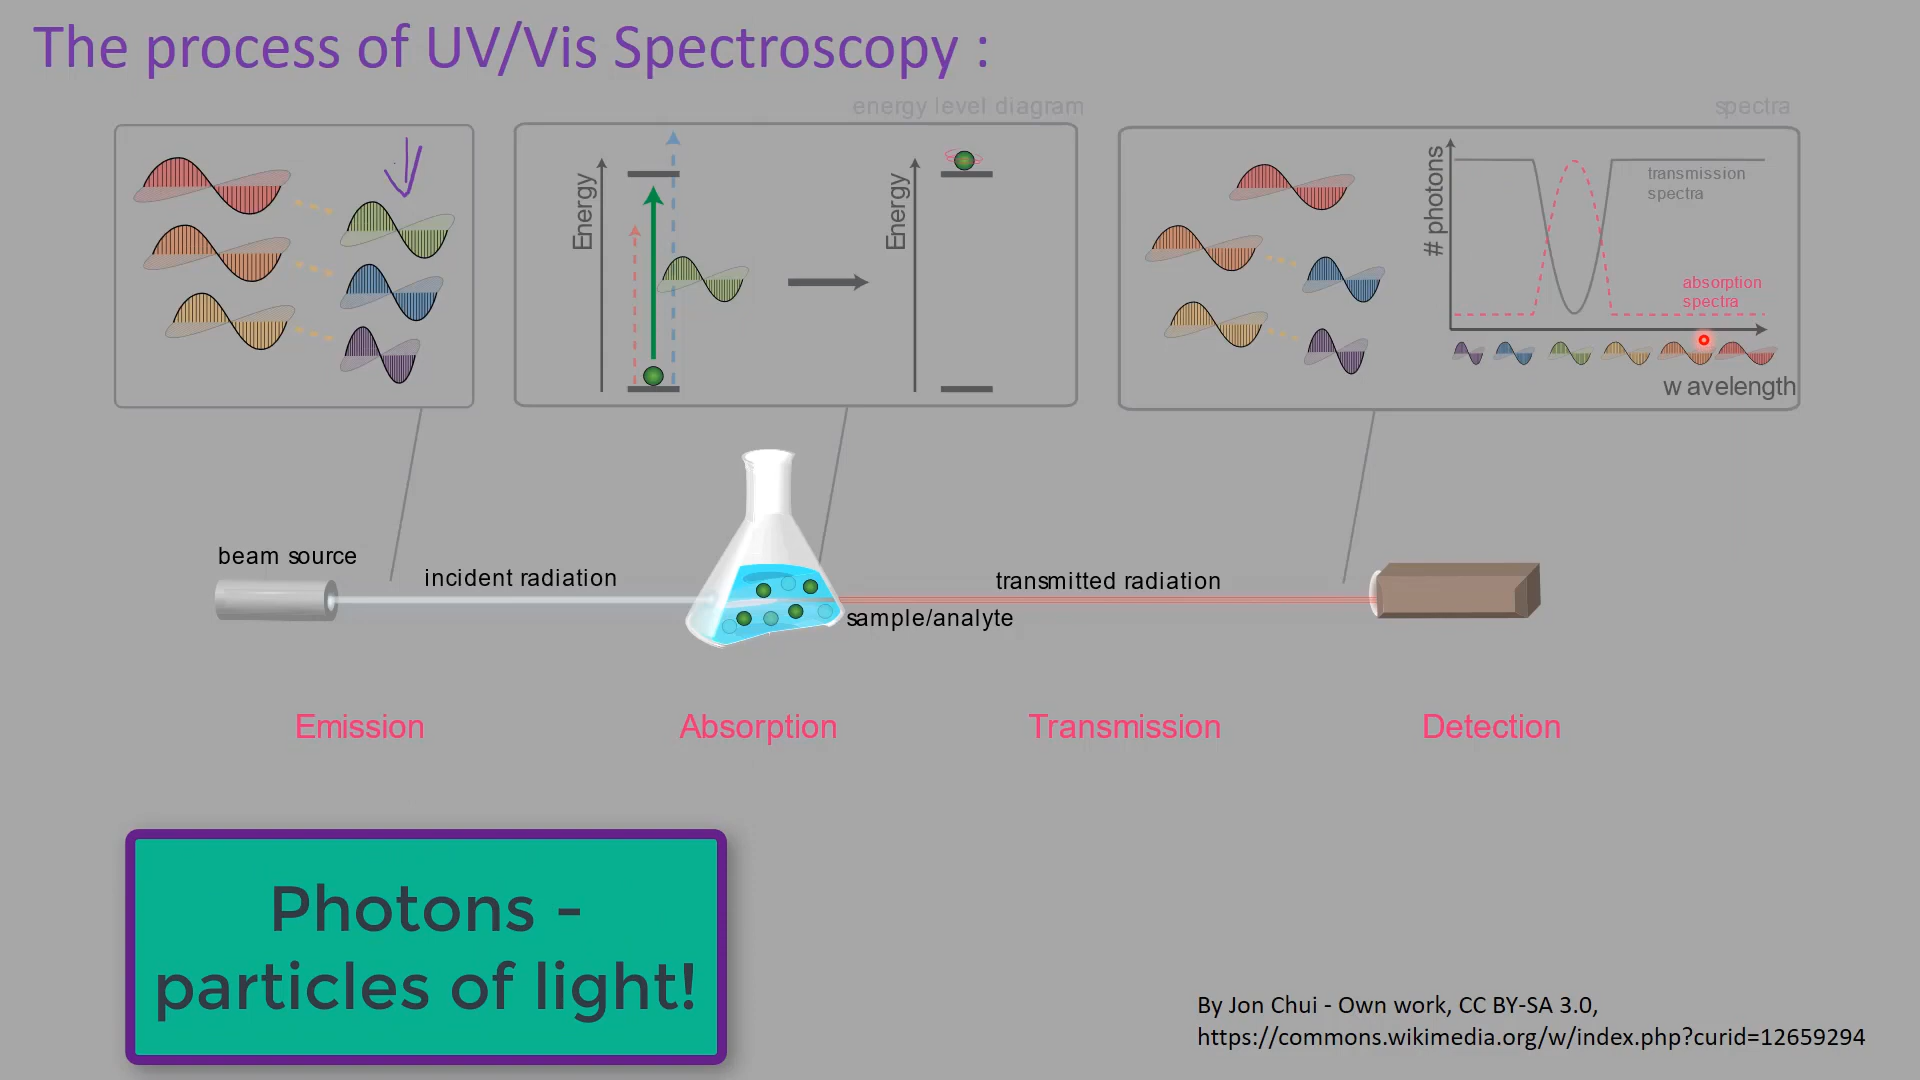 The process of UV/Vis Spectroscopy :
energy level diagram
spectra
Energy
Energy
# photons
transmission
spectra
absorption
spectra
wavelength
beam source
incident radiation
transmitted radiation
sample/analyte
Emission
Absorption
Transmission
Detection
Photons -
particles of light!
By Jon Chui - Own work, CC BY-SA 3.0,
https://commons.wikimedia.org/w/index.php?curid=12659294